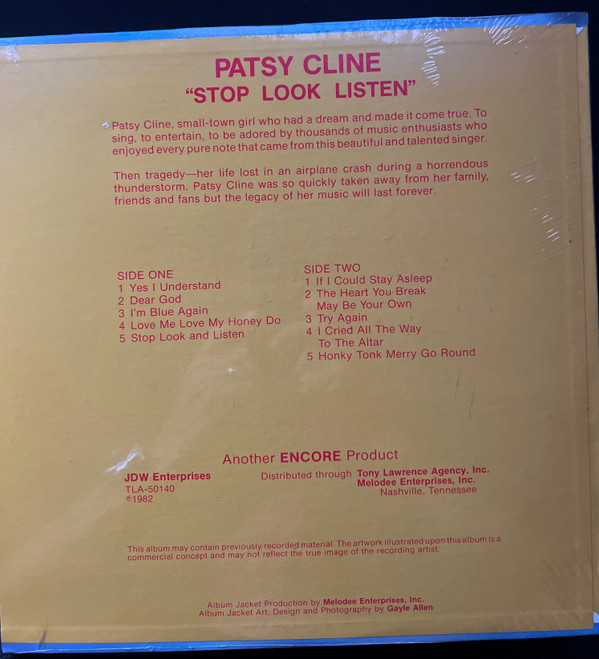 PATSY CLINE
“STOP LOOK LISTEN”
Patsy Cline, small-town girl who had a dream and made it come true. To
sing, to entertain, to be adored by thousands of music enthusiasts who
enjoyed every pure note that came from this beautiful and talented singer.
Then tragedy—her life lost in an airplane crash during a horrendous
thunderstorm. Patsy Cline was so quickly taken away from her family,
friends and fans but the legacy of her music will last forever.
SIDE ONE
1 Yes I Understand
2 Dear God
3 I'm Blue Again
4 Love Me Love My Honey Do
5 Stop Look and Listen
SIDE TWO
1 If I Could Stay Asleep
2 The Heart You Break
May Be Your Own
3 Try Again
4 I Cried All The Way
To The Altar
5 Honky Tonk Merry Go Round
Another ENCORE Product
JDW Enterprises
TLA-50140
℗1982
Distributed through Tony Lawrence Agency, Inc.
Melodee Enterprises, Inc.
Nashville, Tennessee
This album may contain previously recorded material. The artwork illustrated upon this album is a
commercial concept and may not reflect the true image of the recording artist.
Album Jacket Production by Melodee Enterprises, Inc.
Album Jacket Art, Design and Photography by Gayle Allen